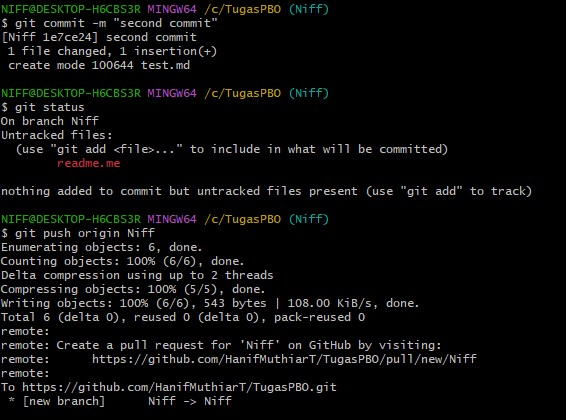 NIFF@DESKTOP-H6CBS3R MINGW64 /c/TugasPBO (Niff)
$ git commit -m "second commit"
[Niff 1e7ce24] second commit
 1 file changed, 1 insertion(+)
 create mode 100644 test.md

NIFF@DESKTOP-H6CBS3R MINGW64 /c/TugasPBO (Niff)
$ git status
On branch Niff
Untracked files:
  (use "git add <file>..." to include in what will be committed)
        readme.me

nothing added to commit but untracked files present (use "git add" to track)

NIFF@DESKTOP-H6CBS3R MINGW64 /c/TugasPBO (Niff)
$ git push origin Niff
Enumerating objects: 6, done.
Counting objects: 100% (6/6), done.
Delta compression using up to 2 threads
Compressing objects: 100% (5/5), done.
Writing objects: 100% (6/6), 543 bytes | 108.00 KiB/s, done.
Total 6 (delta 0), reused 0 (delta 0), pack-reused 0
remote:
remote: Create a pull request for 'Niff' on GitHub by visiting:
remote:      https://github.com/HanifMuthiarT/TugasPBO/pull/new/Niff
remote:
To https://github.com/HanifMuthiarT/TugasPBO.git
 * [new branch]      Niff -> Niff